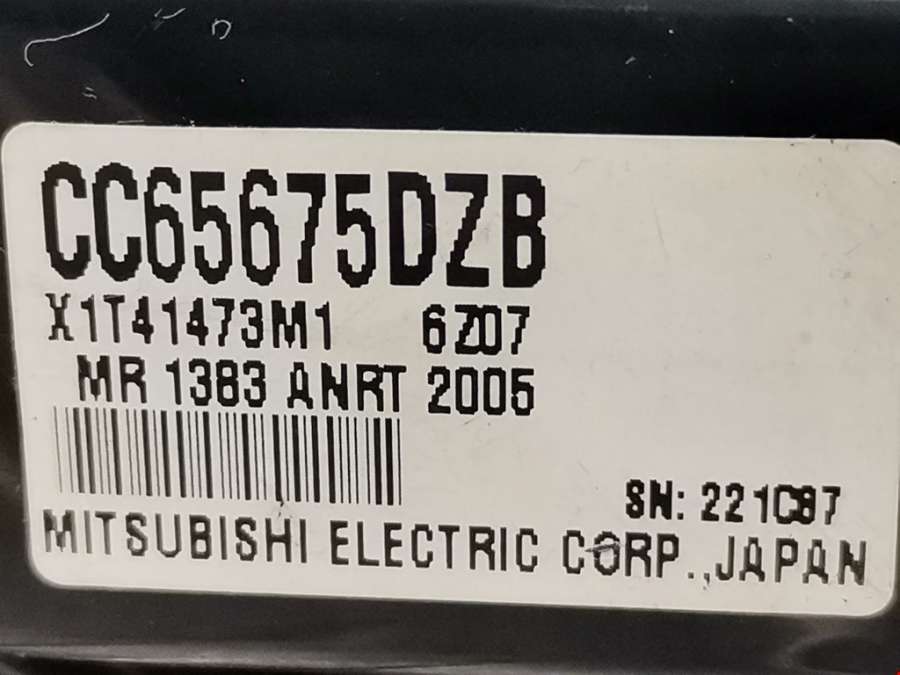 CC65675DZB
X1T41473M1 6Z07
MR 1383 ANRT 2005
SN: 221C87
MITSUBISHI ELECTRIC CORP.,JAPAN